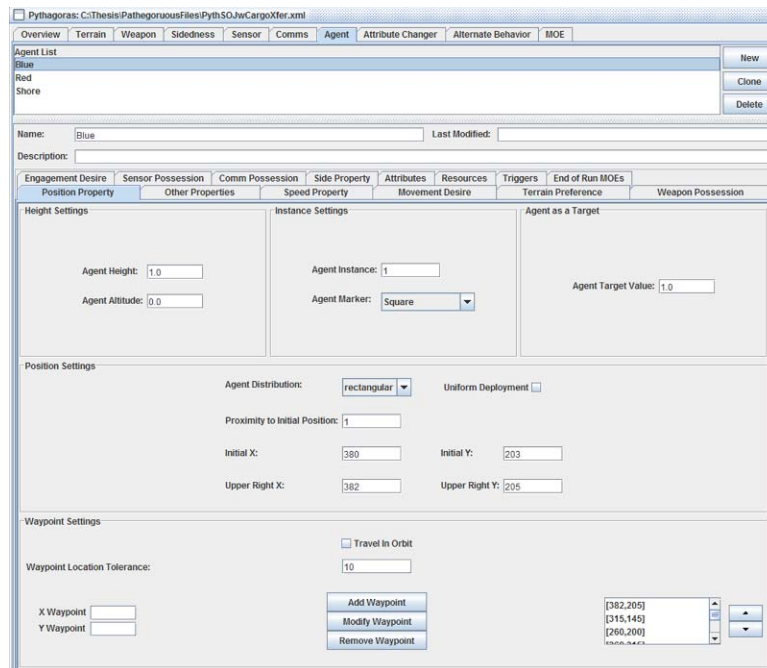 Pythagoras: C:\Thesis\PathegoruousFiles\PythSOJwCargoXfer.xml
Overview Terrain Weapon Sidedness Sensor Comms Agent Attribute Changer Alternate Behavior MOE
Agent List
Blue
Red
Shore
New
Clone
Delete
Name: Blue Last Modified:
Description:
Engagement Desire Sensor Possession Comm Possession Side Property Attributes Resources Triggers End of Run MOEs
Position Property Other Properties Speed Property Movement Desire Terrain Preference Weapon Possession
Height Settings Instance Settings Agent as a Target
Agent Height: 1.0 Agent Instance: 1
Agent Target Value: 1.0
Agent Altitude: 0.0 Agent Marker: Square
Position Settings
Agent Distribution: rectangular Uniform Deployment
Proximity to Initial Position: 1
Initial X: 380 Initial Y: 203
Upper Right X: 382 Upper Right Y: 205
Waypoint Settings
Travel In Orbit
Waypoint Location Tolerance: 10
X Waypoint
Y Waypoint
Add Waypoint
Modify Waypoint
Remove Waypoint
[382,205]
[315,145]
[260,200]